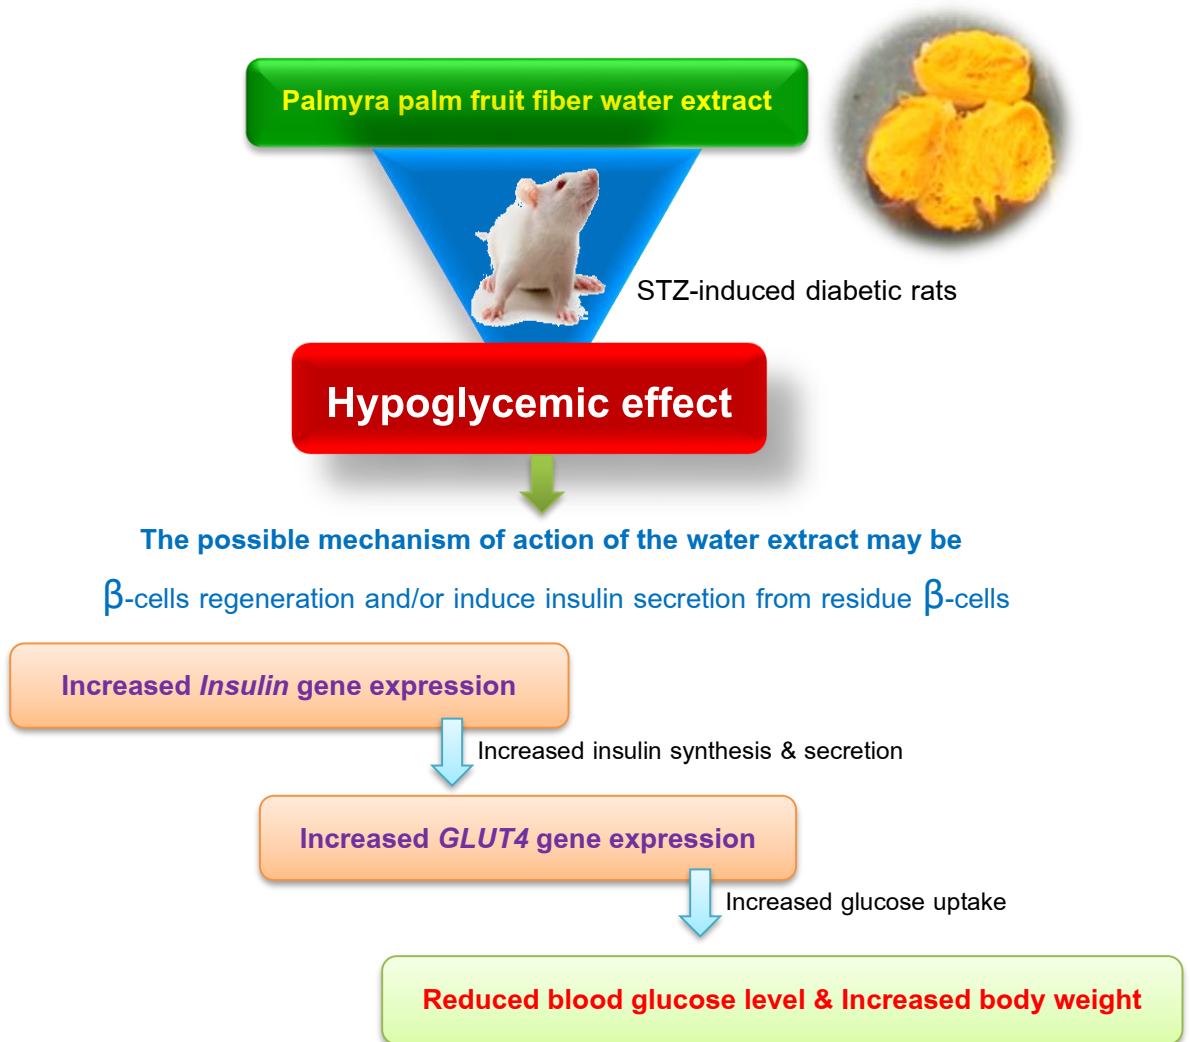 Palmyra palm fruit fiber water extract
STZ-induced diabetic rats
Hypoglycemic effect
The possible mechanism of action of the water extract may be
β-cells regeneration and/or induce insulin secretion from residue β-cells
Increased Insulin gene expression
Increased insulin synthesis & secretion
Increased GLUT4 gene expression
Increased glucose uptake
Reduced blood glucose level & Increased body weight